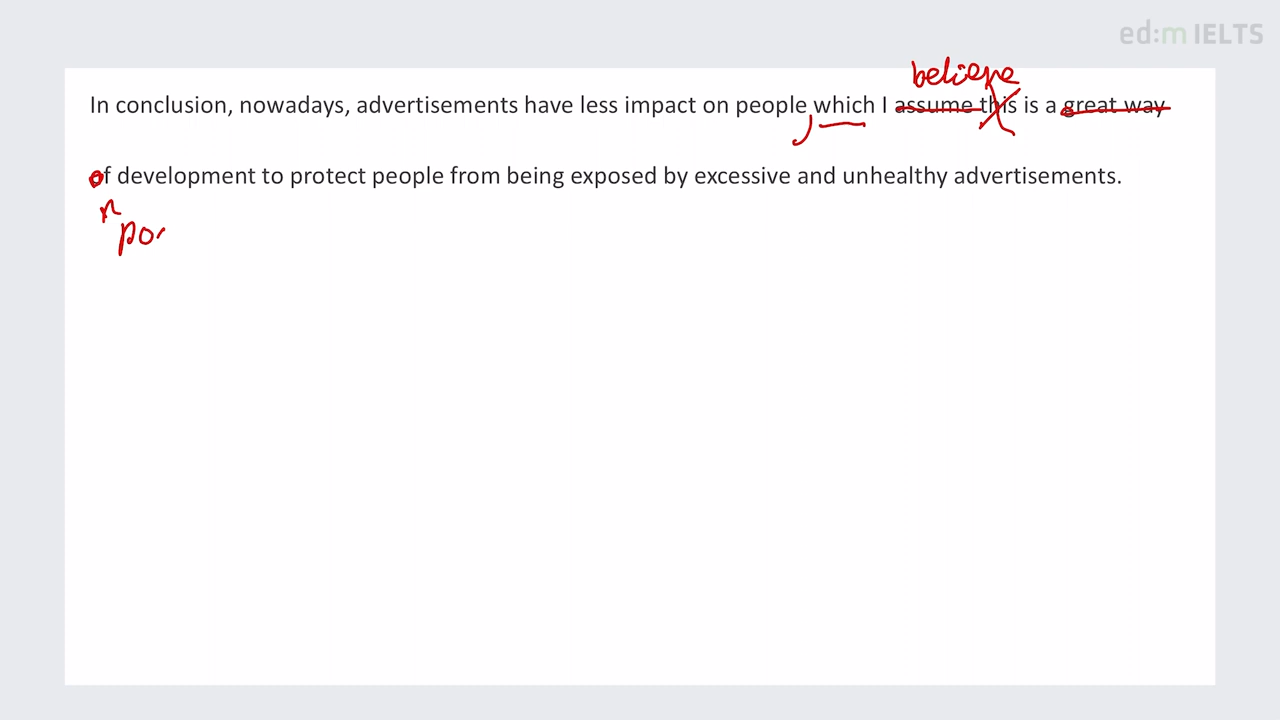 ed:m IELTS
believe
In conclusion, nowadays, advertisements have less impact on people, which I assume this is a great way
of development to protect people from being exposed by excessive and unhealthy advertisements.